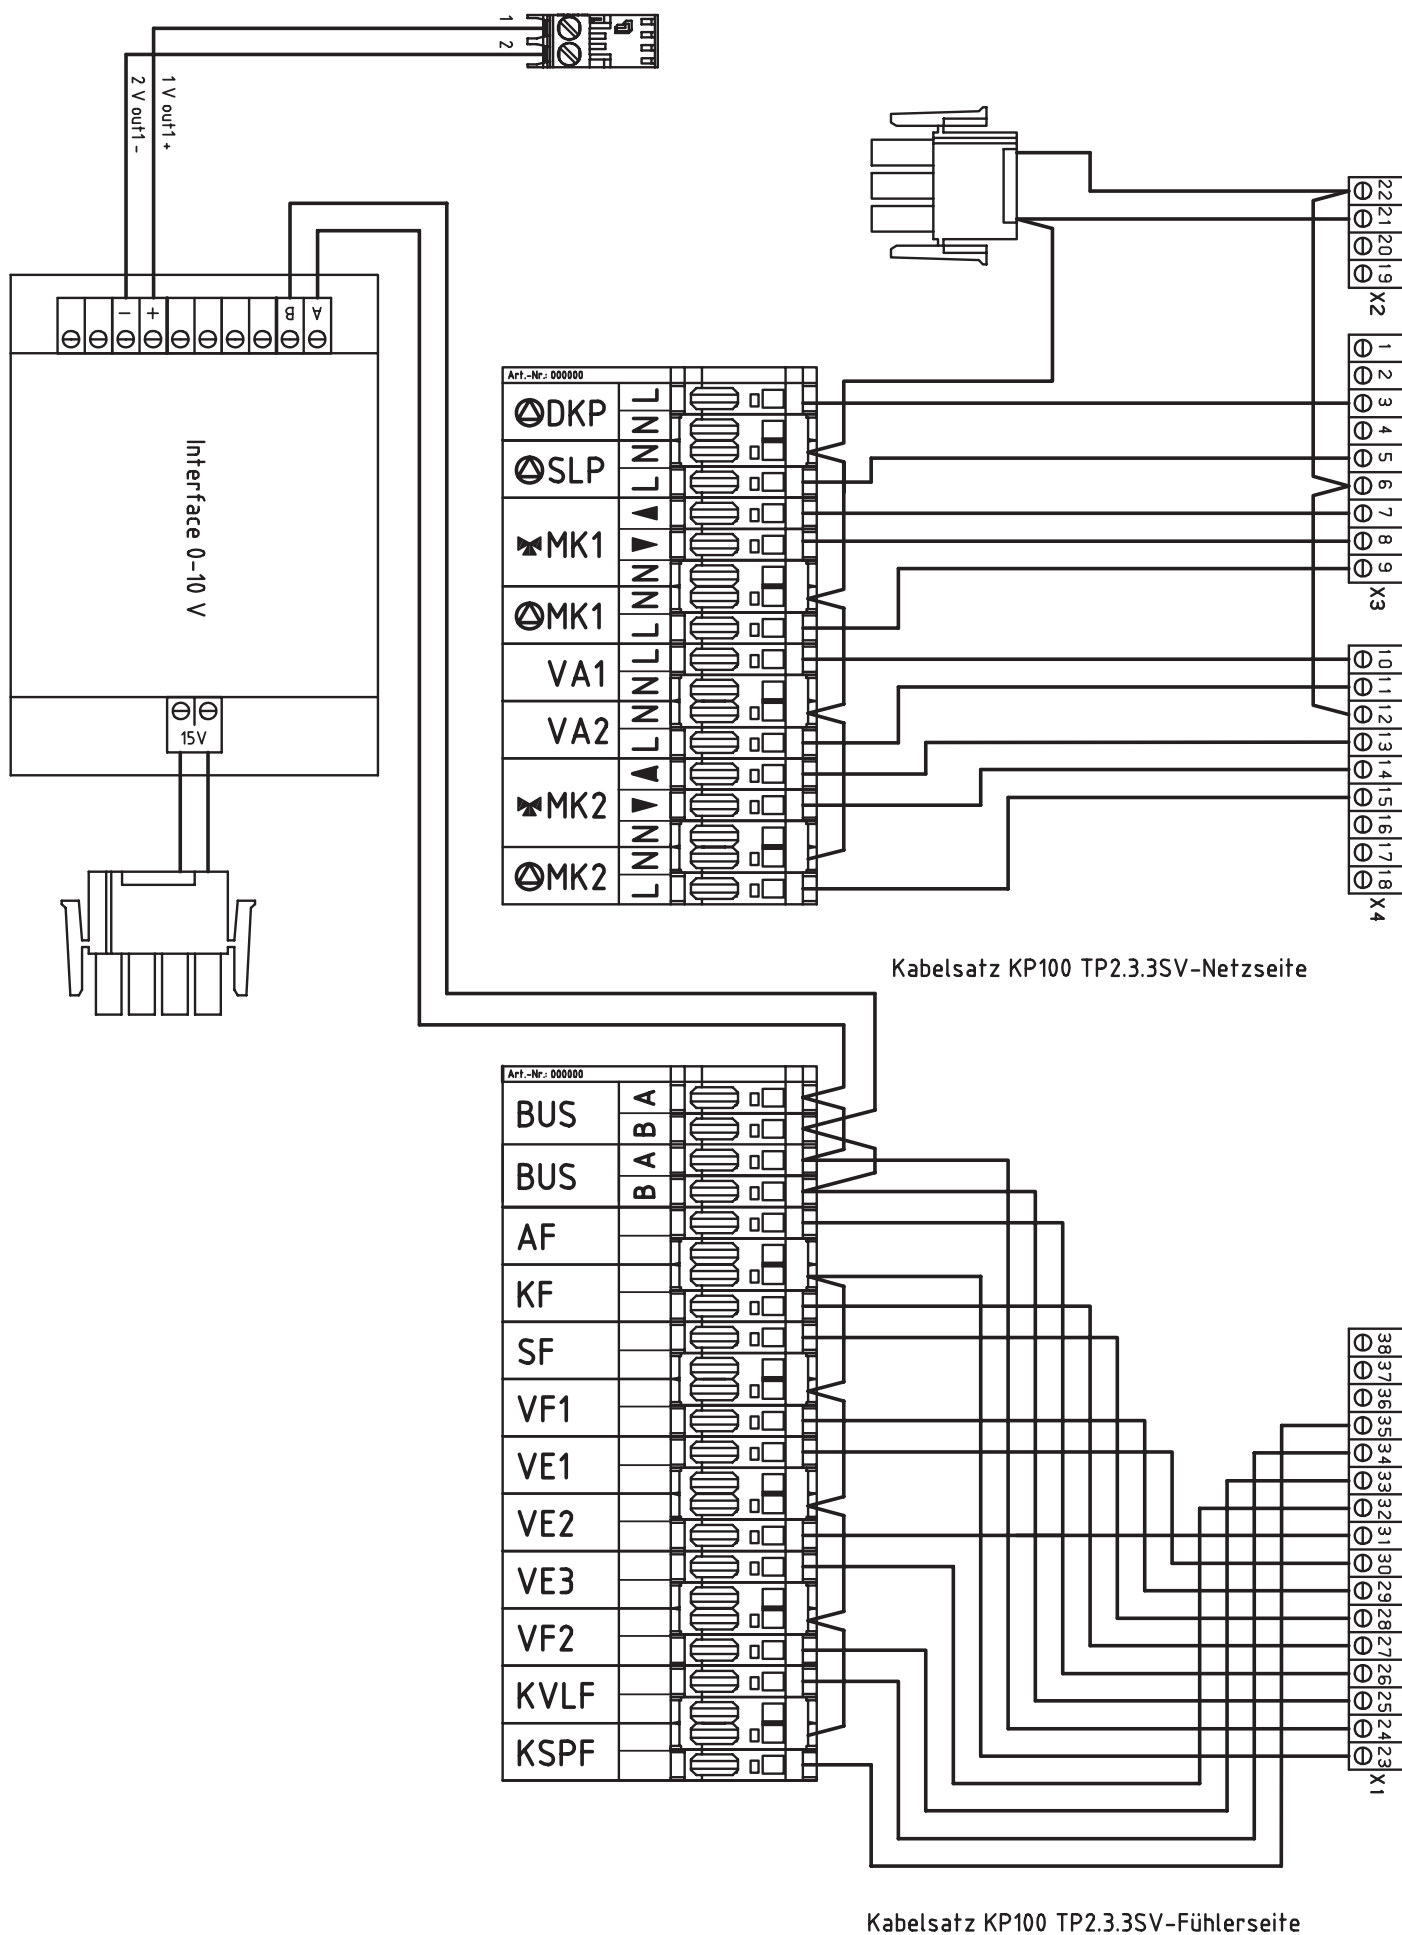 1
2
1 V out1 +
2 V out1 -
- + B A
Interface 0-10 V
15V
22
21
20
19
X2
1
2
3
4
5
6
7
8
9
X3
10
11
12
13
14
15
16
17
18
X4
Art.-Nr.: 000000
DKP L
N
SLP N
L
MK1
N
MK1 N
L
VA1 L
N
VA2 N
L
MK2
N
MK2 N
L
Kabelsatz KP100 TP2.3.3SV-Netzseite
Art.-Nr.: 000000
BUS A
B
BUS A
B
AF
KF
SF
VF1
VE1
VE2
VE3
VF2
KVLF
KSPF
38
37
36
35
34
33
32
31
30
29
28
27
26
25
24
23
X1
Kabelsatz KP100 TP2.3.3SV-Fühlerseite